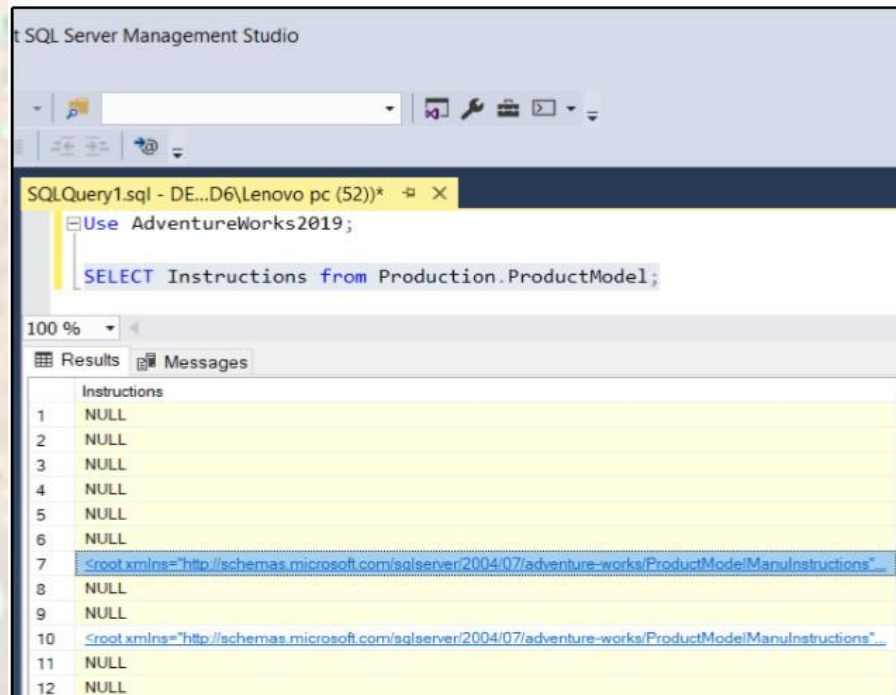 t SQL Server Management Studio
SQLQuery1.sql - DE...D6\Lenovo pc (52))*
Use AdventureWorks2019;
SELECT Instructions from Production.ProductModel;
100 %
Results Messages
Instructions
1 NULL
2 NULL
3 NULL
4 NULL
5 NULL
6 NULL
7 <root xmlns="http://schemas.microsoft.com/sqlserver/2004/07/adventure-works/ProductModelManuInstructions"...
8 NULL
9 NULL
10 <root xmlns="http://schemas.microsoft.com/sqlserver/2004/07/adventure-works/ProductModelManuInstructions"...
11 NULL
12 NULL